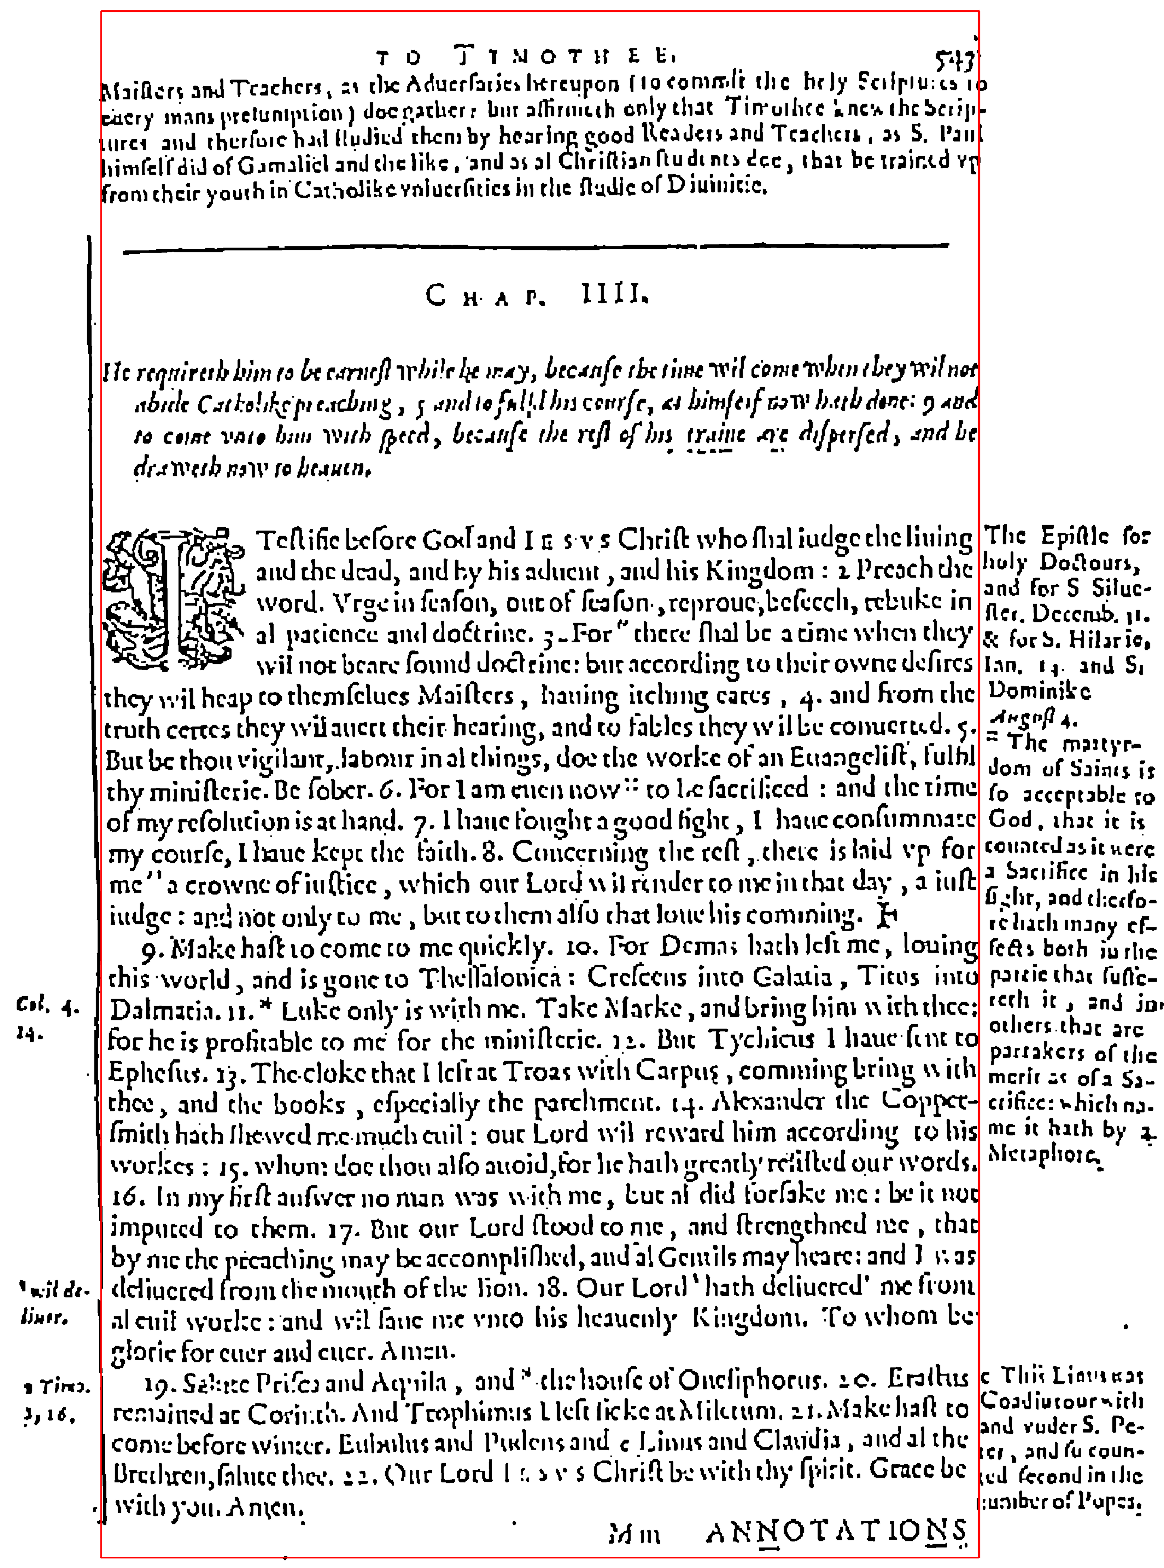 TO TIMOTHEE. 543
Maisters and Teachers, as the Aduersaries hereupon (to commit the holy Scriptures to
euery mans presumption) doe gather: but affirmeth only that Timothee knew the Scrip-
tures and therfore had studied them by hearing good Readers and Teachers, as S. Paul
himself did of Gamaliel and the like, and as al Christian students doe, that be trained vp
from their youth in Catholike vniuersities in the studie of Diuinitie.
CHAP. IIII.
He requireth him to be earnest while he may, because the time wil come when they wil not
abide Catholike preaching, 5 and to fulfil his course, as himself now hath done: 9 and
to come vnto him with speed, because the rest of his traine are dispersed, and he
draweth now to heauen.
I TEstifie before God and IESVS Christ who shal iudge the liuing
and the dead, and by his aduent, and his Kingdom: 2 Preach the
word. Vrge in season, out of season, reproue, beseech, rebuke in
al patience and doctrine. 3. For " there shal be a time when they
wil not beare sound doctrine: but according to their owne desires
they wil heap to themselues Maisters, hauing itching eares, 4. and from the
truth certes they wil auert their hearing, and to fables they wil be conuerted. 5.
But be thou vigilant, labour in al things, doe the worke of an Euangelist, fulfil
thy ministerie. Be sober. 6. For I am euen now :: to be sacrificed: and the time
of my resolution is at hand. 7. I haue fought a good fight, I haue consummate
my course, I haue kept the faith. 8. Concerning the rest, there is laid vp for
me " a crowne of iustice, which our Lord wil render to me in that day, a iust
iudge: and not only to me, but to them also that loue his comming.
9. Make hast to come to me quickly. 10. For Demas hath left me, louing
this world, and is gone to Thessalonica: Crescens into Galatia, Titus into
Dalmatia. 11. * Luke only is with me. Take Marke, and bring him with thee:
for he is profitable to me for the ministerie. 12. But Tychicus I haue sent to
Ephesus. 13. The cloke that I left at Troas with Carpus, comming bring with
thee, and the books, especially the parchment. 14. Alexander the Copper-
smith hath shewed me much euil: our Lord wil reward him according to his
workes: 15. whom doe thou also auoid, for he hath greatly resisted our words.
16. In my first answer no man was with me, but al did forsake me: be it not
imputed to them. 17. But our Lord stood to me, and strengthned me, that
by me the preaching may be accomplished, and al Gentils may heare: and I was
deliuered from the mouth of the lion. 18. Our Lord ' hath deliuered' me from
al euil worke: and wil saue me vnto his heauenly Kingdom. To whom be
glorie for euer and euer. Amen.
19. Salute Prisca and Aquila, and * the house of Onesiphorus. 20. Erastus
remained at Corinth. And Trophimus I left sicke at Miletum. 21. Make hast to
come before winter. Eubulus and Pudens and c Linus and Claudia, and al the
Brethren, salute thee. 22. Our Lord IESVS Christ be with thy spirit. Grace be
with you. Amen.
Mm ANNOTATIONS
Col. 4.
14.
' wil de-
liuer.
2 Timo.
The Epistle for
holy Doctours,
and for S Silue-
ster. Decemb. 31.
& for S. Hilarie,
Ian. 14. and S.
Dominike
August 4.
:: The martyr-
dom of Saints is
so acceptable to
God, that it is
counted as it were
a Sacrifice in his
sight, and therfo-
re hath many ef-
fects both in the
partie that suffe-
reth it, and in
others that are
partakers of the
merit as of a Sa-
crifice: which na-
me it hath by a
Metaphore.
c This Linus was
Coadiutour with
and vnder S. Pe-
ter, and so coun-
ted second in the
number of Popes.